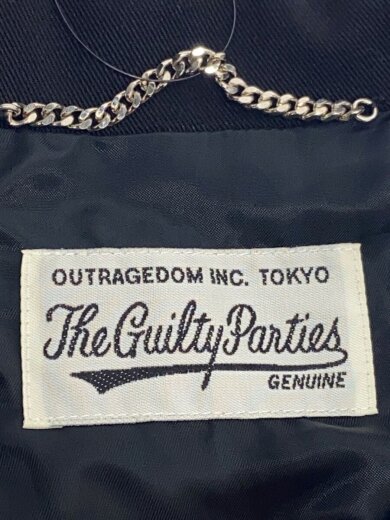 OUTRAGEDOM INC. TOKYO
The Guilty Parties
GENUINE